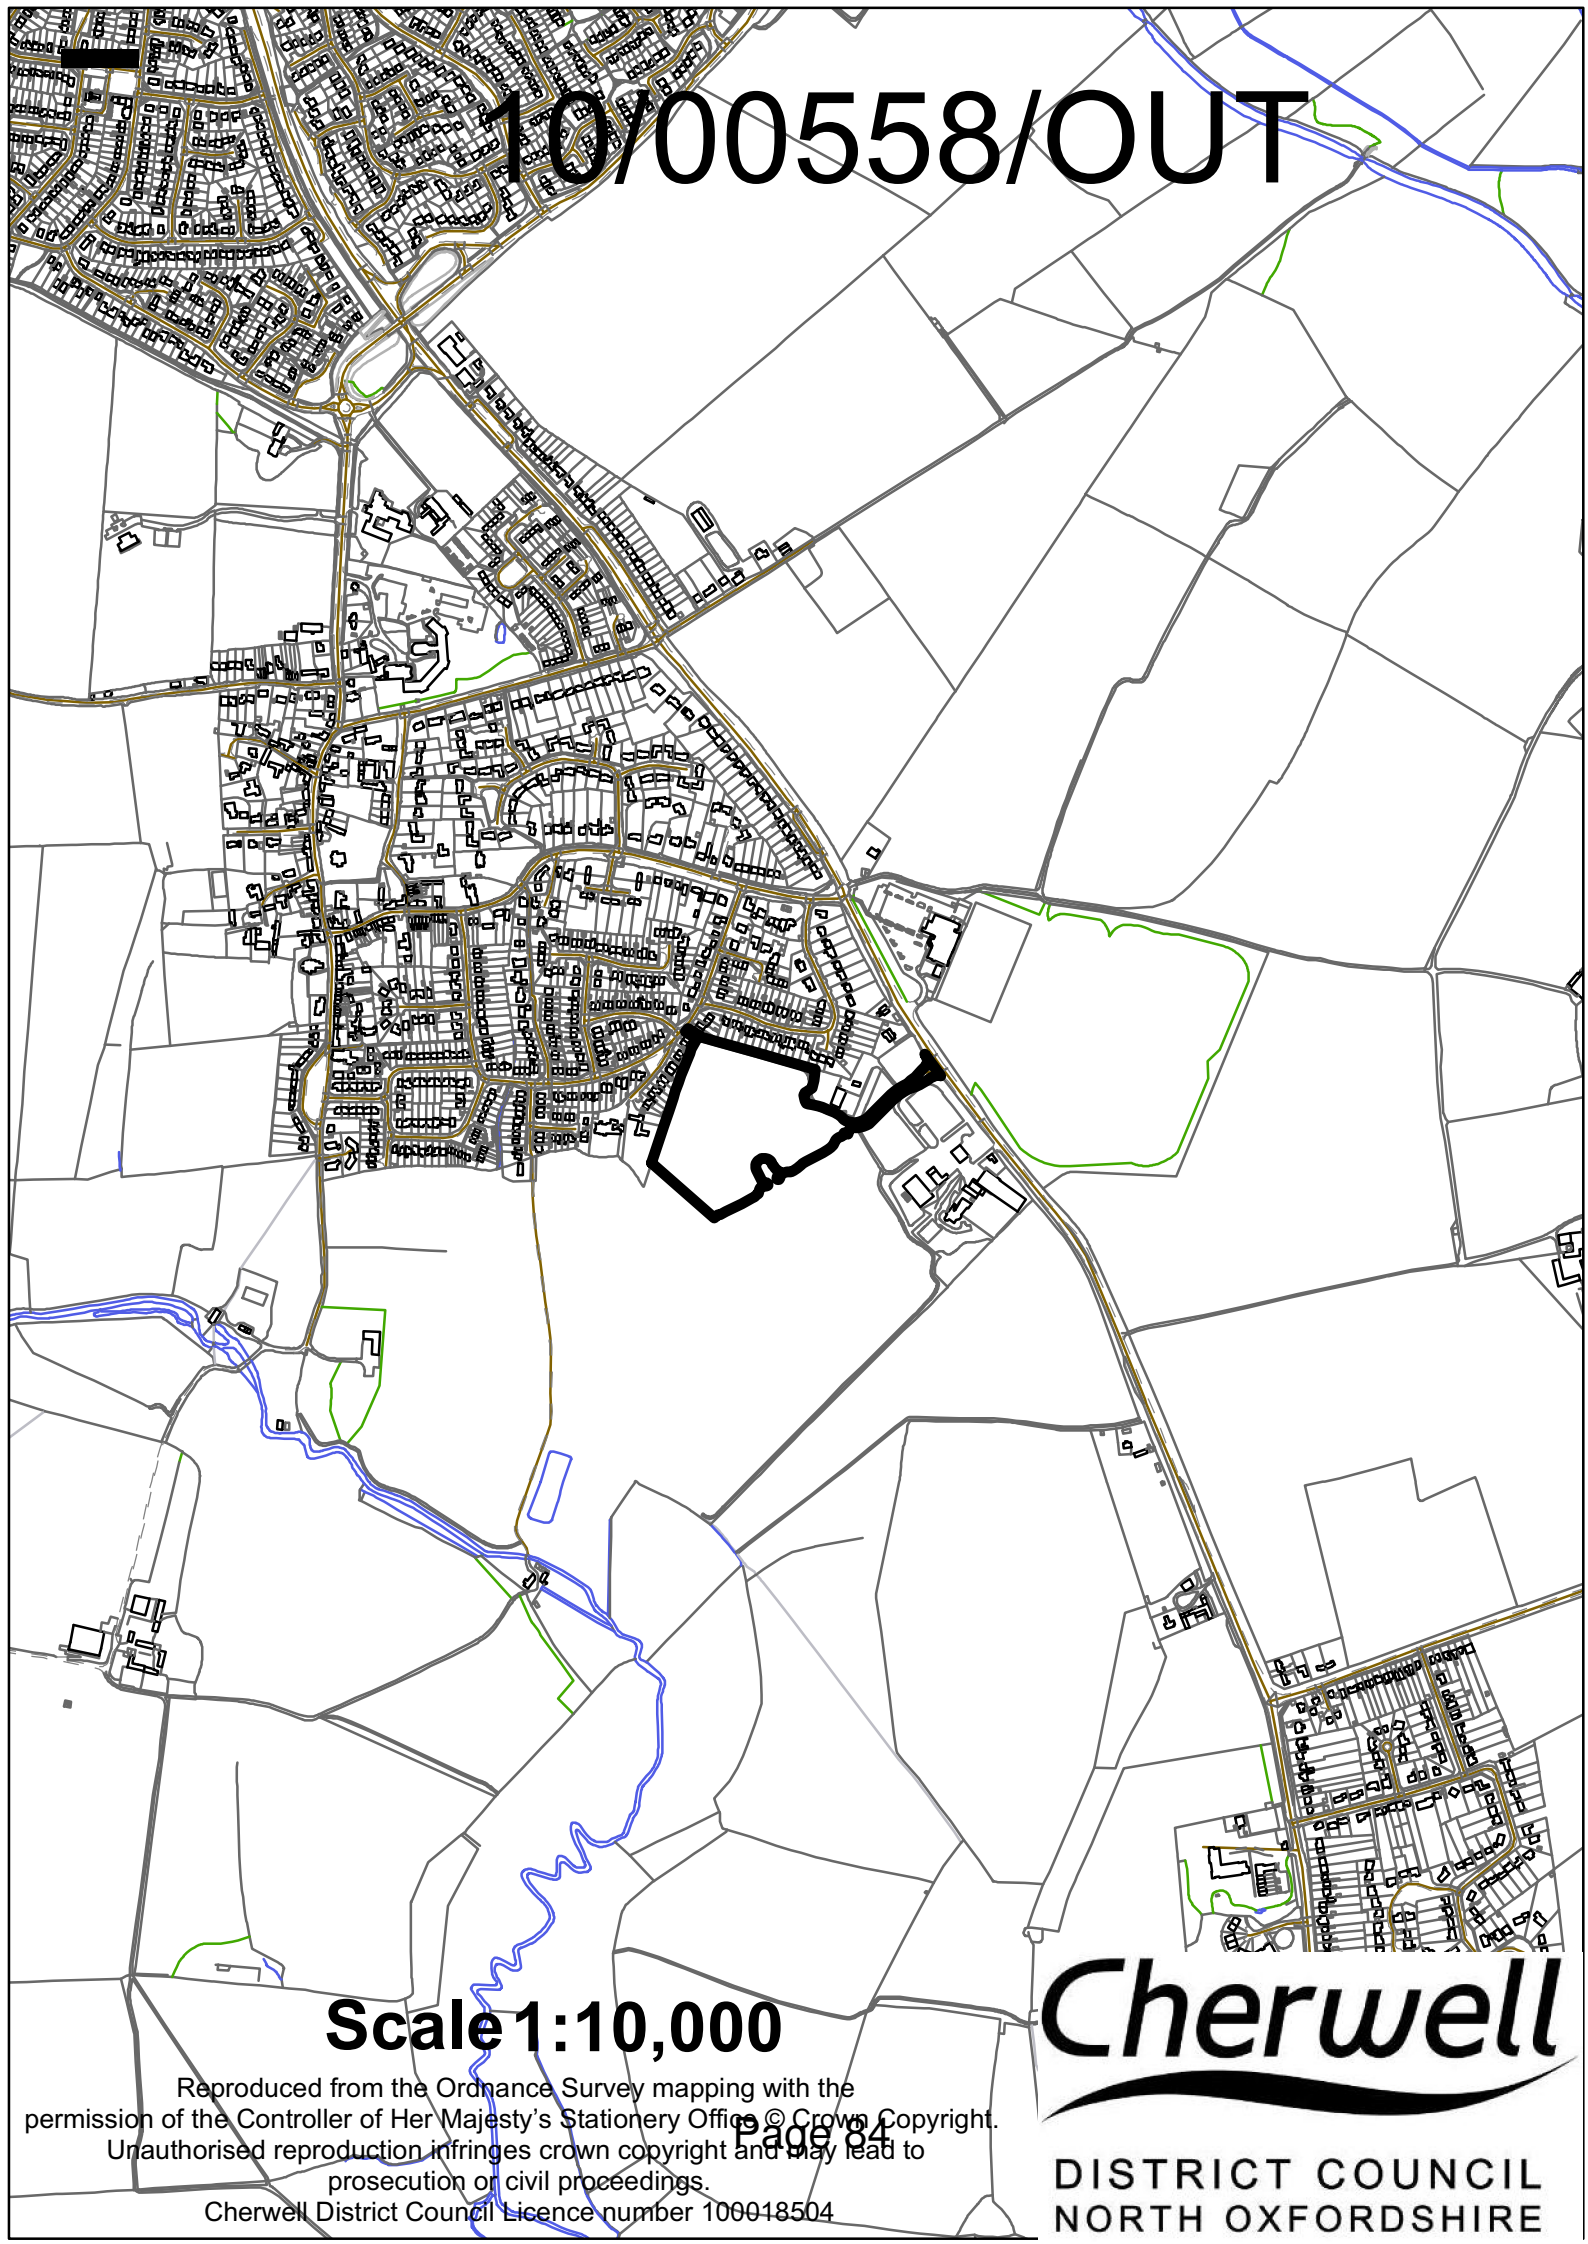 10/00558/OUT
Scale 1:10,000
Reproduced from the Ordnance Survey mapping with the
permission of the Controller of Her Majesty's Stationery Office © Crown Copyright.
Unauthorised reproduction infringes crown copyright and may lead to
prosecution or civil proceedings.
Cherwell District Council Licence number 100018504
Page 84
Cherwell
DISTRICT COUNCIL
NORTH OXFORDSHIRE